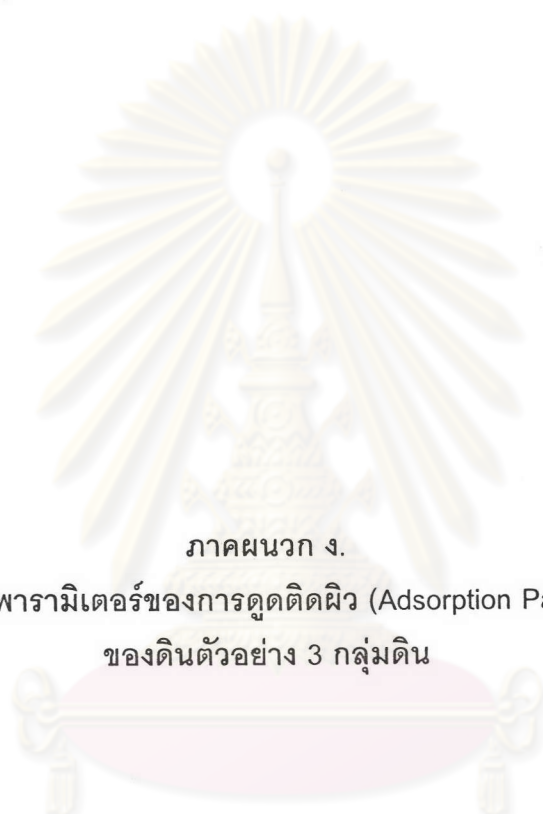 ภาคผนวก ง.
พารามิเตอร์ของการดูดติดผิว (Adsorption Pa
ของดินตัวอย่าง 3 กลุ่มดิน